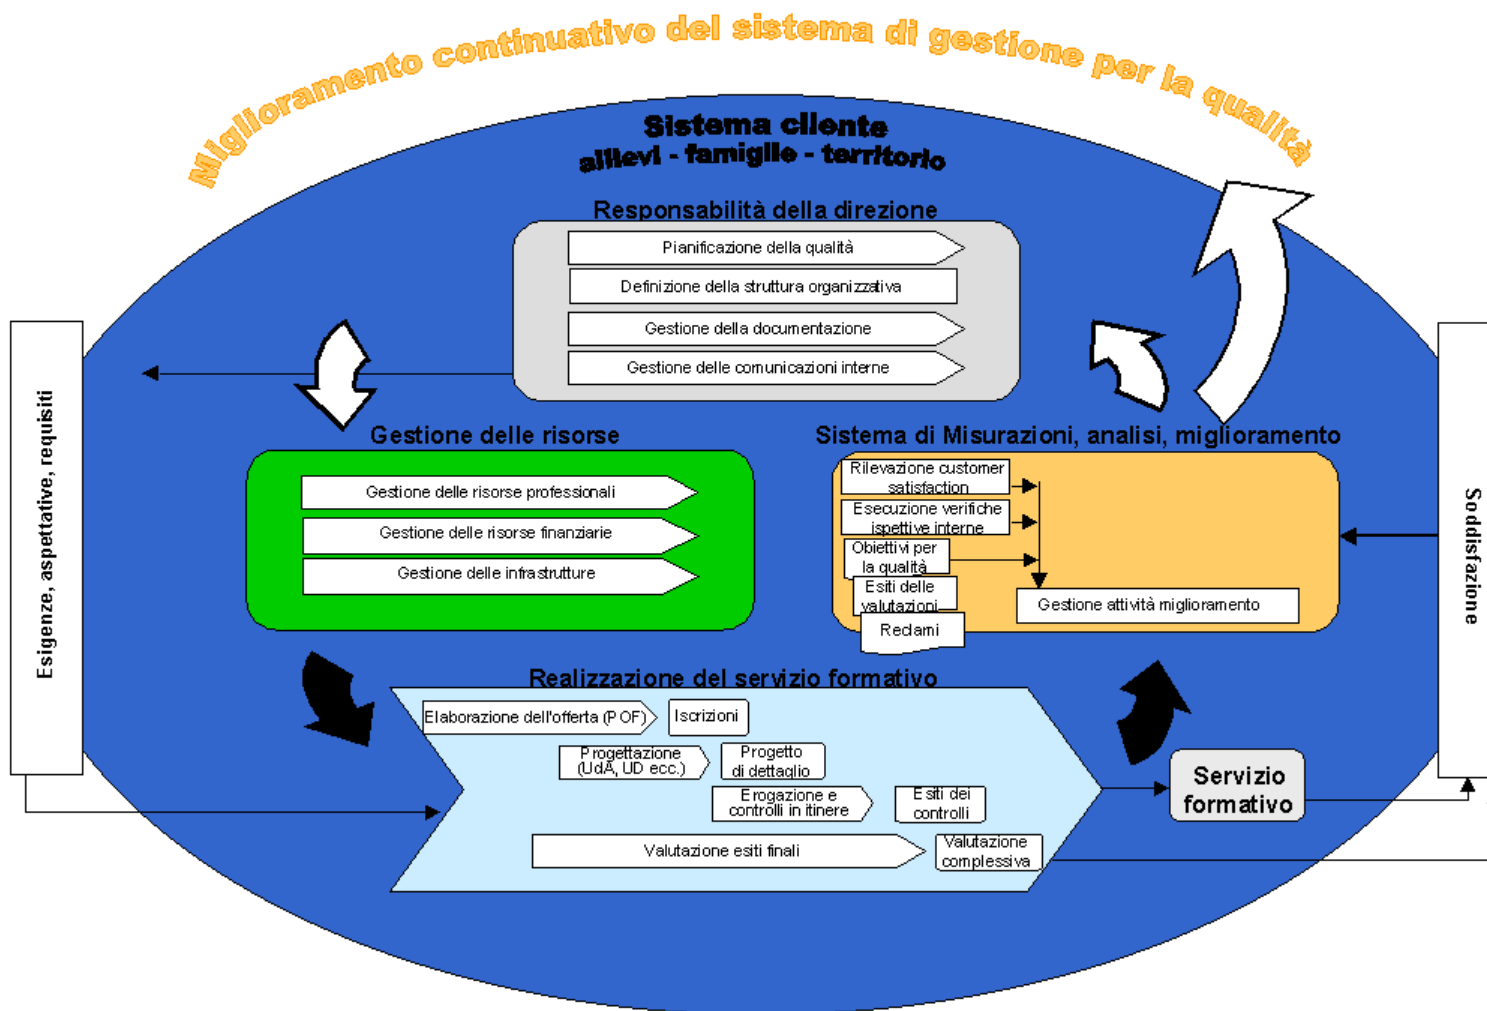 Miglioramento continuativo del sistema di gestione per la qualità
Sistema cliente
allievi - famiglie - territorio
Responsabilità della direzione
Pianificazione della qualità
Definizione della struttura organizzativa
Gestione della documentazione
Gestione delle comunicazioni interne
Esigenze, aspettative, requisiti
Gestione delle risorse
Gestione delle risorse professionali
Gestione delle risorse finanziarie
Gestione delle infrastrutture
Sistema di Misurazioni, analisi, miglioramento
Rilevazione customer
satisfaction
Esecuzione verifiche
ispettive interne
Obiettivi per
la qualità
Esiti delle
valutazioni
Reclami
Gestione attività miglioramento
Soddisfazione
Realizzazione del servizio formativo
Elaborazione dell'offerta (POF)
Iscrizioni
Progettazione
(UdA, UD ecc.)
Progetto
di dettaglio
Erogazione e
controlli in itinere
Esiti dei
controlli
Valutazione esiti finali
Valutazione
complessiva
Servizio
formativo